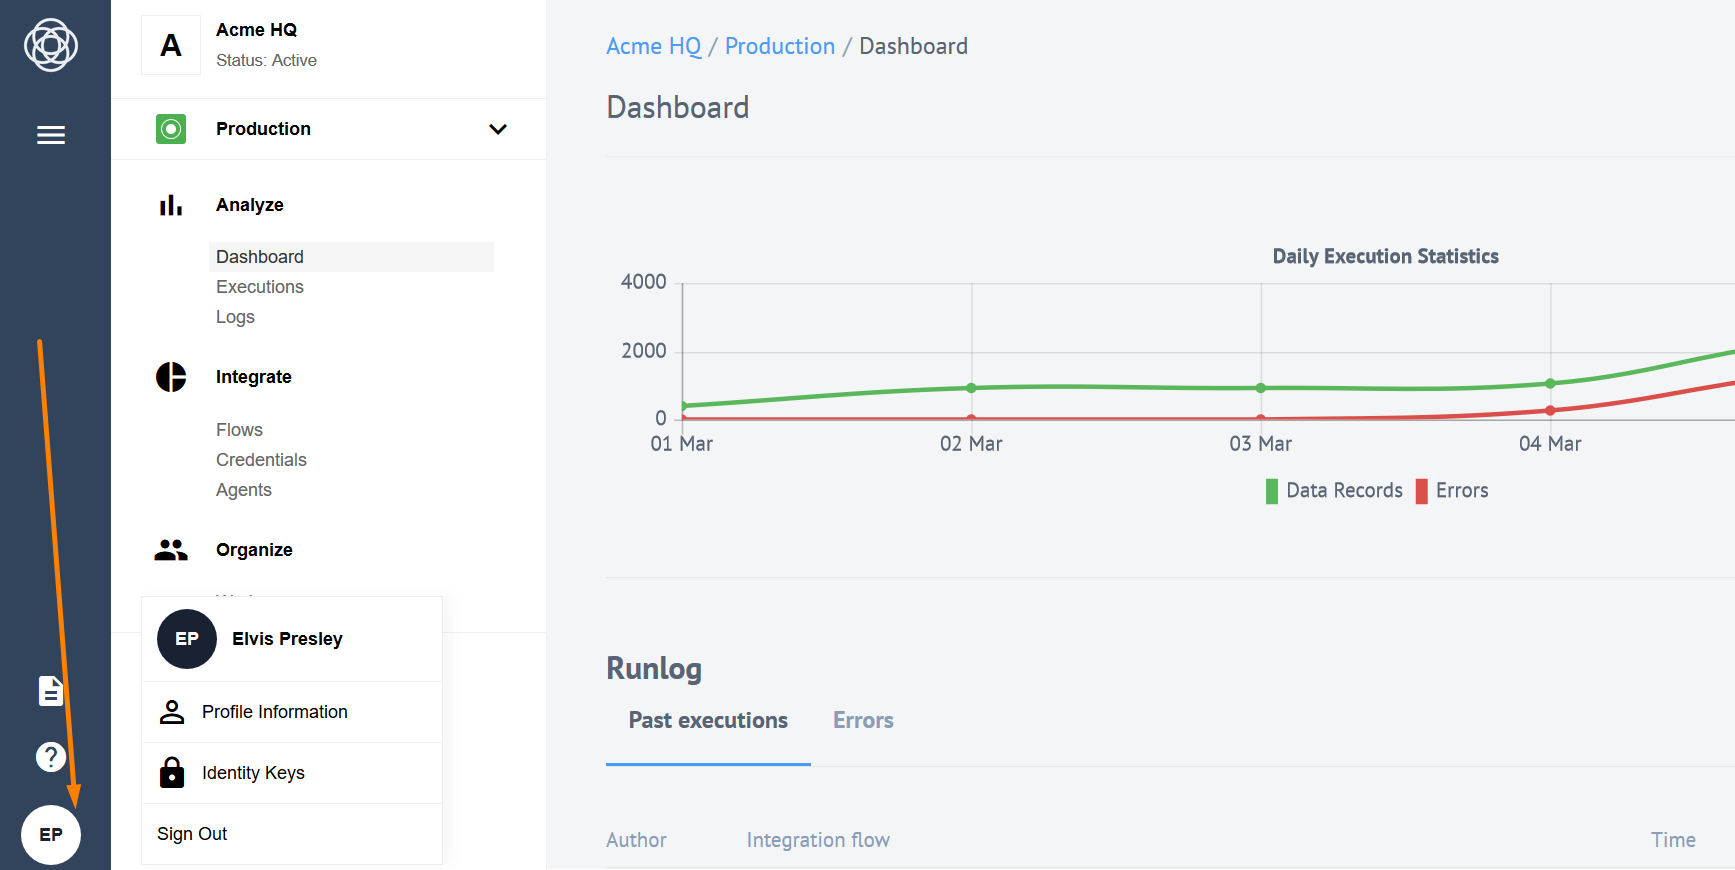 A
Acme HQ
Status: Active
Production
Analyze
Dashboard
Executions
Logs
Integrate
Flows
Credentials
Agents
Organize
EP Elvis Presley
Profile Information
Identity Keys
Sign Out
?
EP
Acme HQ / Production / Dashboard
Dashboard
Daily Execution Statistics
4000
2000
0
01 Mar 02 Mar 03 Mar 04 Mar
Data Records Errors
Runlog
Past executions Errors
Author Integration flow Time